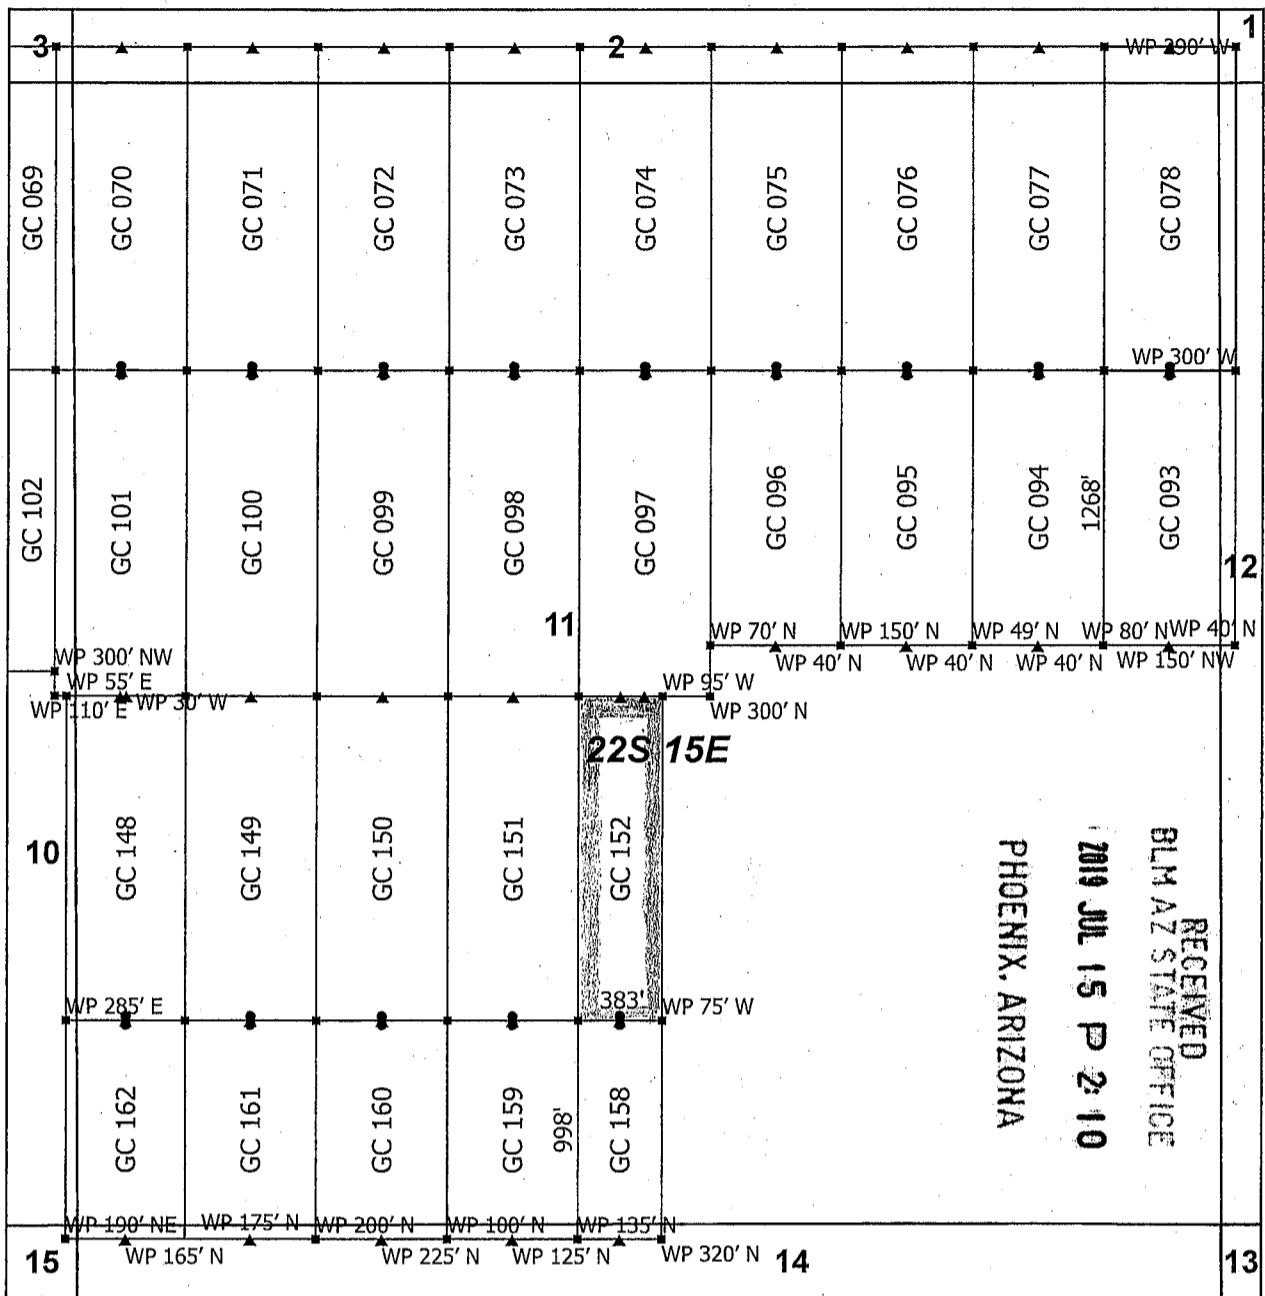 3
2
1
WP 290' W
GC 069
GC 070
GC 071
GC 072
GC 073
GC 074
GC 075
GC 076
GC 077
GC 078
WP 300' W
GC 102
GC 101
GC 100
GC 099
GC 098
GC 097
GC 096
GC 095
GC 094
1268'
GC 093
12
11
WP 70' N
WP 150' N
WP 49' N
WP 80' N
WP 40' N
WP 40' N
WP 40' N
WP 40' N
WP 150' NW
WP 300' NW
WP 55' E
WP 110' E
WP 30' W
WP 95' W
WP 300' N
22S 15E
10
GC 148
GC 149
GC 150
GC 151
GC 152
383'
WP 285' E
WP 75' W
GC 162
GC 161
GC 160
GC 159
998'
GC 158
WP 190' NE
WP 175' N
WP 200' N
WP 100' N
WP 135' N
WP 165' N
WP 225' N
WP 125' N
WP 320' N
15
14
13
RECEIVED
BLM AZ STATE OFFICE
2019 JUL 15 P 2:10
PHOENIX, ARIZONA